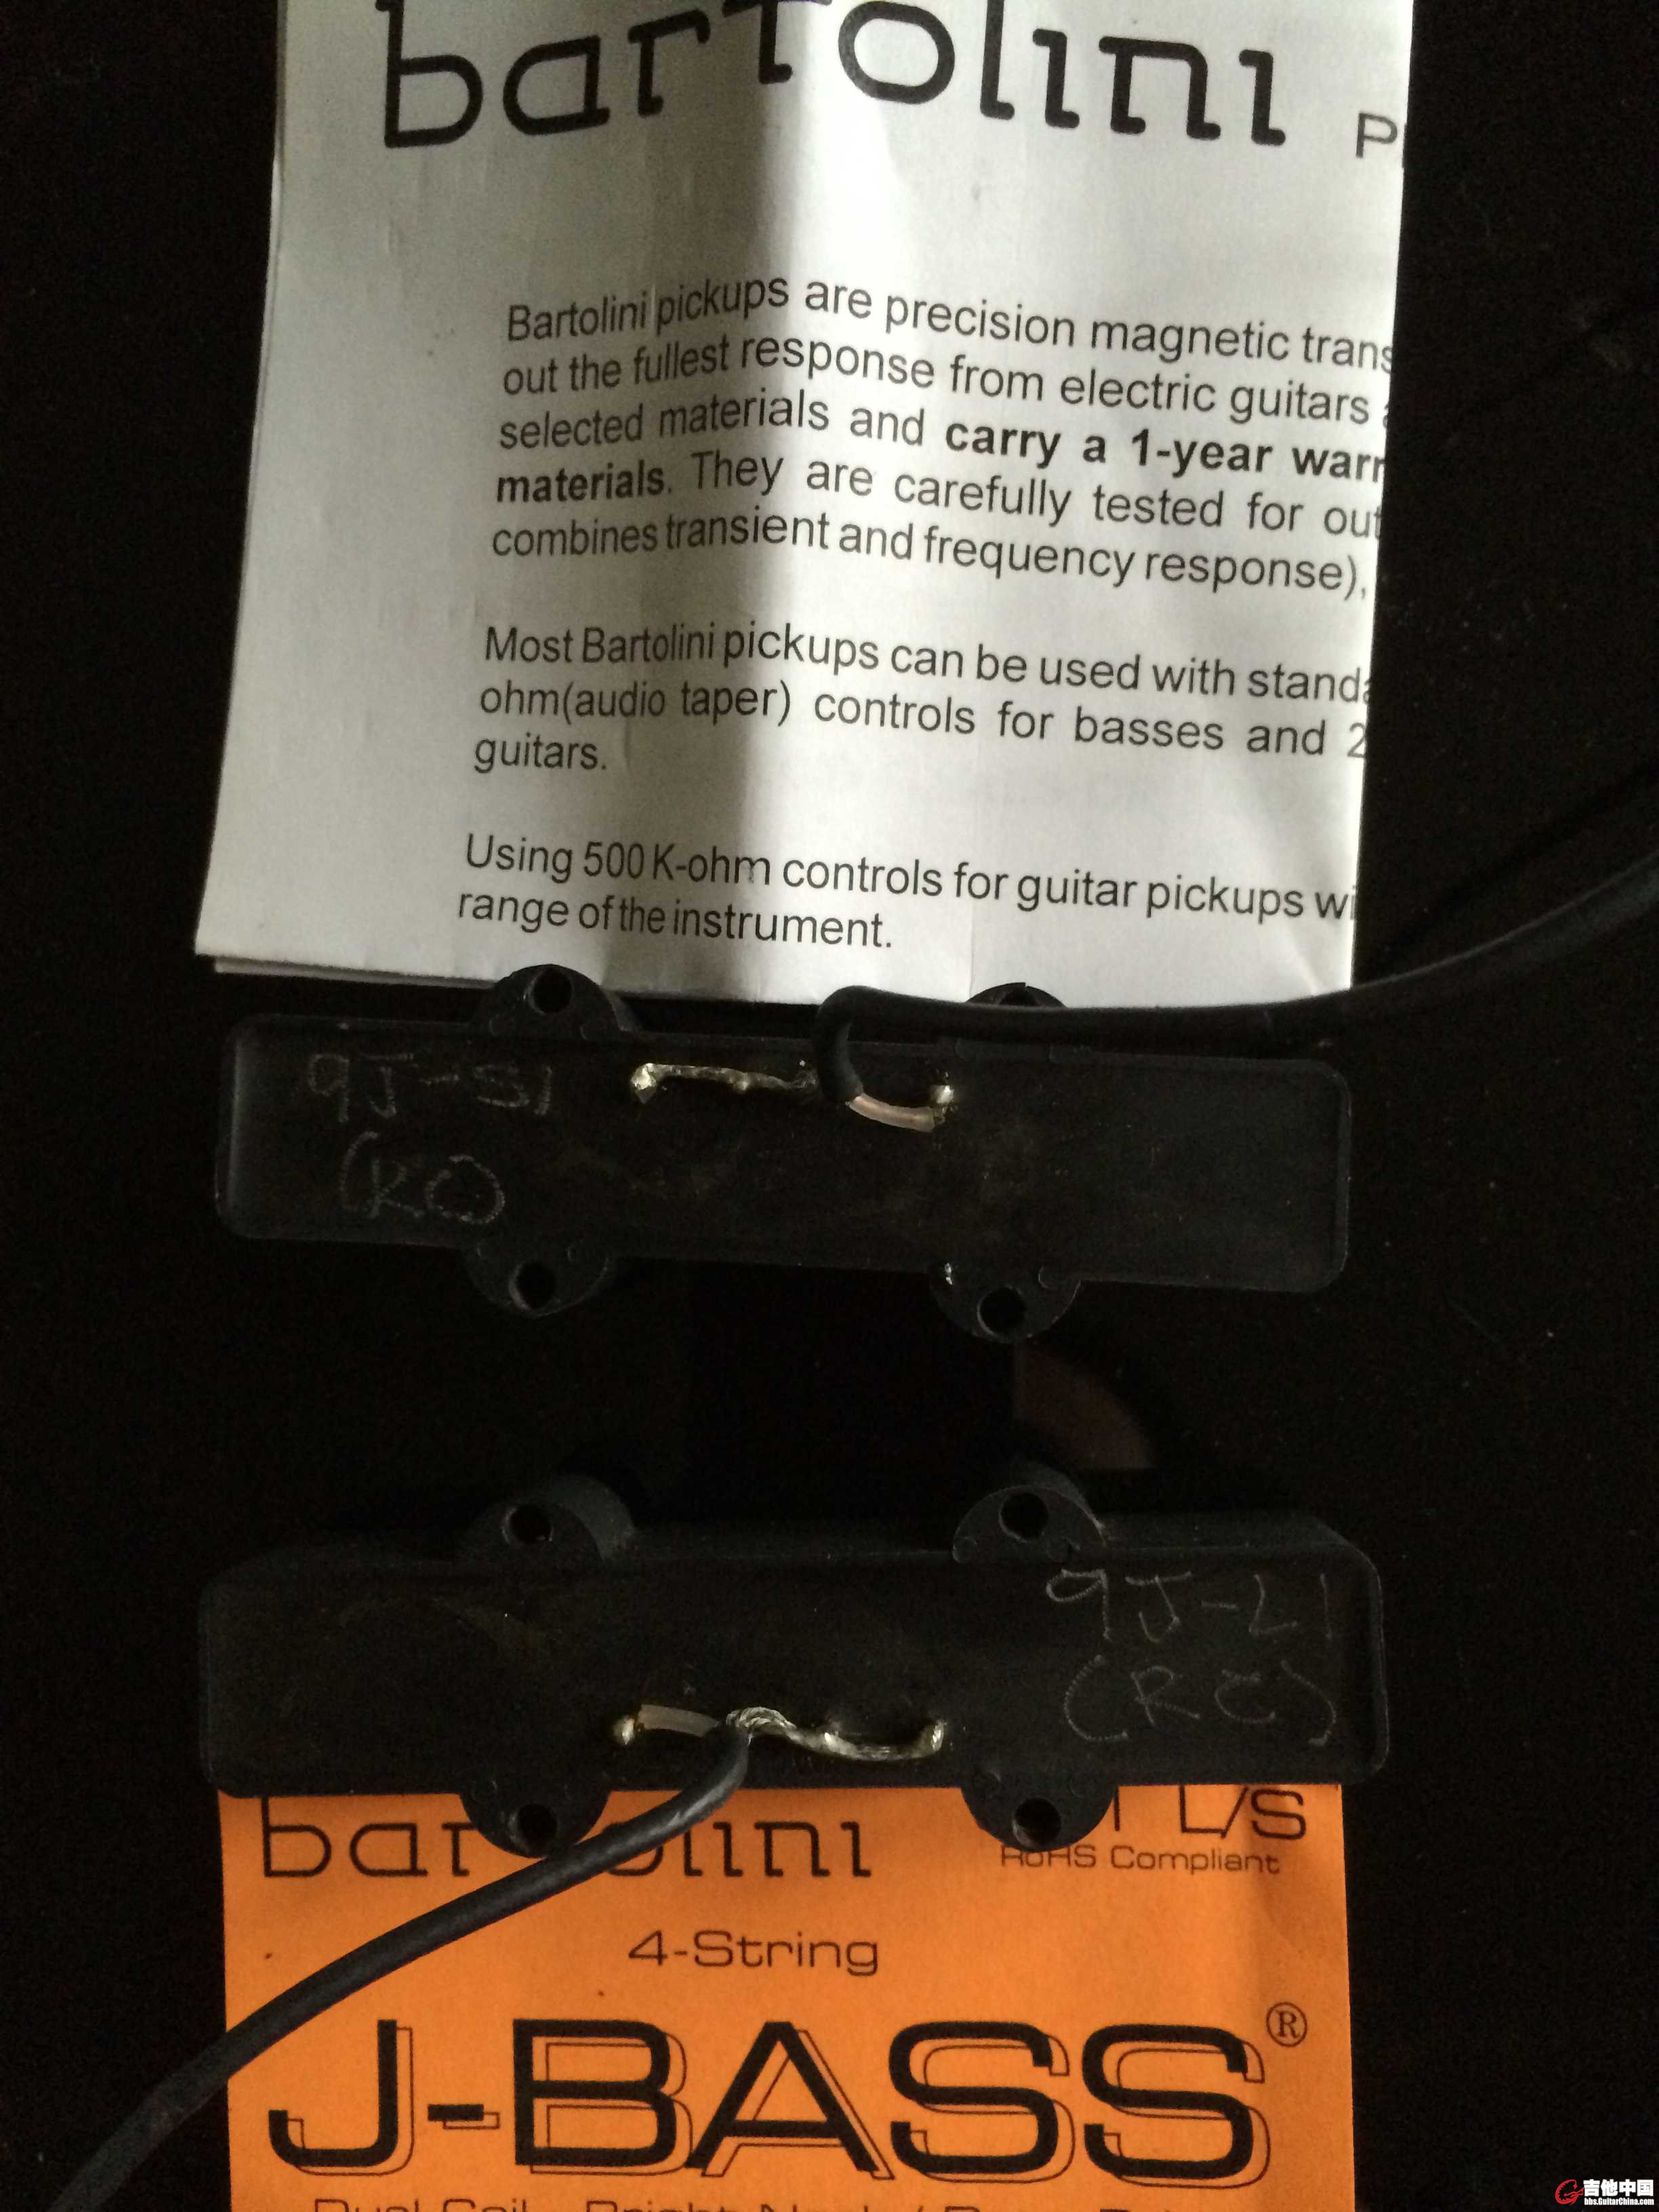 bartolini P
Bartolini pickups are precision magnetic trans
out the fullest response from electric guitars
selected materials and carry a 1-year warr
materials. They are carefully tested for out
combines transient and frequency response),
Most Bartolini pickups can be used with standa
ohm(audio taper) controls for basses and 2
guitars.
Using 500 K-ohm controls for guitar pickups wi
range of the instrument.
9J-S1
(RC)
9J-L1
(RC)
bartolini L/S
RoHS Compliant
4-String
J-BASS®
吉他中国
bbs.GuitarChina.com